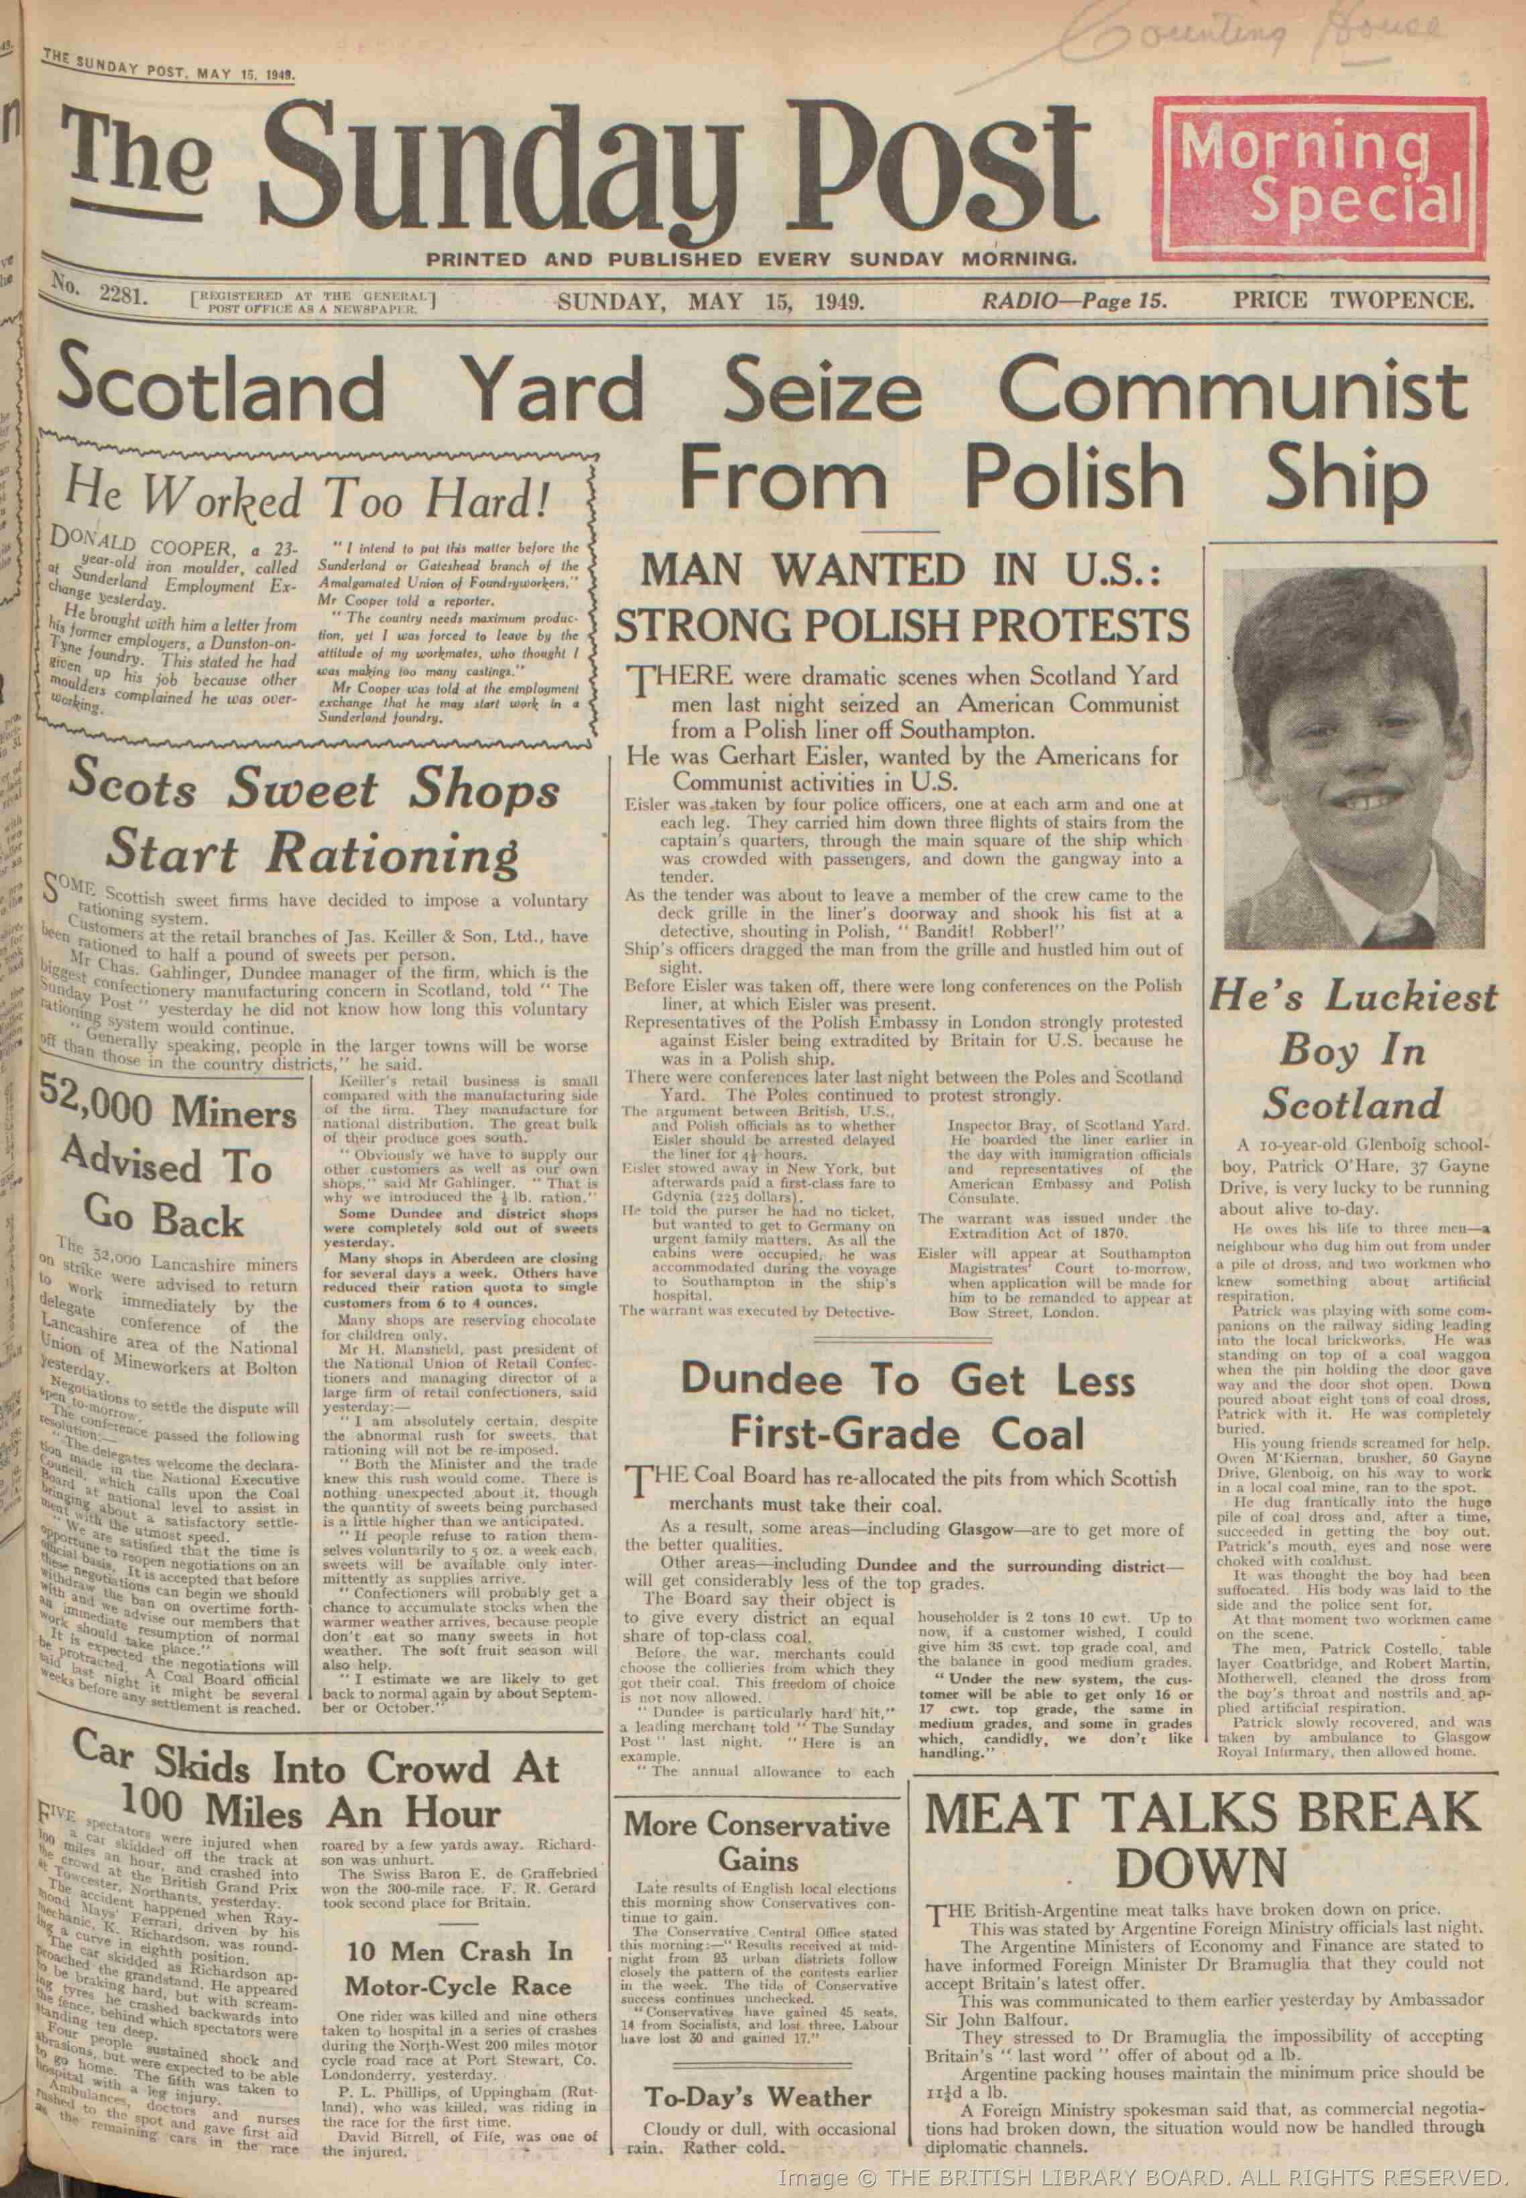 Counting House
THE SUNDAY POST, MAY 15, 1949.
The Sunday Post
Morning
Special
PRINTED AND PUBLISHED EVERY SUNDAY MORNING.
No. 2281.
[REGISTERED AT THE GENERAL]
POST OFFICE AS A NEWSPAPER.
SUNDAY, MAY 15, 1949.
RADIO—Page 15.
PRICE TWOPENCE.
Scotland Yard Seize Communist
From Polish Ship
He Worked Too Hard!
DONALD COOPER, a 23-
year-old iron moulder, called
at Sunderland Employment Ex-
change yesterday.
He brought with him a letter from
his former employers, a Dunston-on-
Tyne foundry. This stated he had
given up his job because other
moulders complained he was over-
working.
" I intend to put this matter before the
Sunderland or Gateshead branch of the
Amalgamated Union of Foundryworkers,"
Mr Cooper told a reporter.
" The country needs maximum produc-
tion, yet I was forced to leave by the
attitude of my workmates, who thought I
was making too many castings."
Mr Cooper was told at the employment
exchange that he may start work in a
Sunderland foundry.
Scots Sweet Shops
Start Rationing
SOME Scottish sweet firms have decided to impose a voluntary
rationing system.
Customers at the retail branches of Jas. Keiller & Son, Ltd., have
been rationed to half a pound of sweets per person.
Mr Chas. Gahlinger, Dundee manager of the firm, which is the
biggest confectionery manufacturing concern in Scotland, told " The
Sunday Post " yesterday he did not know how long this voluntary
rationing system would continue.
" Generally speaking, people in the larger towns will be worse
off than those in the country districts," he said.
Keiller's retail business is small
compared with the manufacturing side
of the firm. They manufacture for
national distribution. The great bulk
of their produce goes south.
" Obviously we have to supply our
other customers as well as our own
shops," said Mr Gahlinger. " That is
why we introduced the ½ lb. ration."
Some Dundee and district shops
were completely sold out of sweets
yesterday.
Many shops in Aberdeen are closing
for several days a week. Others have
reduced their ration quota to single
customers from 6 to 4 ounces.
Many shops are reserving chocolate
for children only.
Mr H. Mansfield, past president of
the National Union of Retail Confec-
tioners and managing director of a
large firm of retail confectioners, said
yesterday:—
" I am absolutely certain, despite
the abnormal rush for sweets, that
rationing will not be re-imposed.
" Both the Minister and the trade
knew this rush would come. There is
nothing unexpected about it, though
the quantity of sweets being purchased
is a little higher than we anticipated.
" If people refuse to ration them-
selves voluntarily to 5 oz. a week each,
sweets will be available only inter-
mittently as supplies arrive.
" Confectioners will probably get a
chance to accumulate stocks when the
warmer weather arrives, because people
don't eat so many sweets in hot
weather. The soft fruit season will
also help.
" I estimate we are likely to get
back to normal again by about Septem-
ber or October."
52,000 Miners
Advised To
Go Back
The 52,000 Lancashire miners
on strike were advised to return
to work immediately by the
delegate conference of the
Lancashire area of the National
Union of Mineworkers at Bolton
yesterday.
Negotiations to settle the dispute will
open to-morrow.
The conference passed the following
resolution:—
" The delegates welcome the declara-
tion made in the National Executive
Council, which calls upon the Coal
Board at national level to assist in
bringing about a satisfactory settle-
ment with the utmost speed.
" We are satisfied that the time is
opportune to reopen negotiations on an
official basis. It is accepted that before
these negotiations can begin we should
withdraw the ban on overtime forth-
with and we advise our members that
an immediate resumption of normal
work should take place."
It is expected the negotiations will
be protracted. A Coal Board official
said last night it might be several
weeks before any settlement is reached.
Car Skids Into Crowd At
100 Miles An Hour
FIVE spectators were injured when
a car skidded off the track at
100 miles an hour, and crashed into
the crowd at the British Grand Prix
at Towcester, Northants, yesterday.
The accident happened when Ray-
mond Mays' Ferrari, driven by his
mechanic, K. Richardson, was round-
ing a curve in eighth position.
The car skidded as Richardson ap-
proached the grandstand. He appeared
to be braking hard, but with scream-
ing tyres he crashed backwards into
the fence, behind which spectators were
standing ten deep.
Four people sustained shock and
abrasions, but were expected to be able
to go home. The fifth was taken to
hospital with a leg injury.
Ambulances, doctors and nurses
rushed to the spot and gave first aid
as the remaining cars in the race
roared by a few yards away. Richard-
son was unhurt.
The Swiss Baron E. de Graffebried
won the 300-mile race. F. R. Gerard
took second place for Britain.
10 Men Crash In
Motor-Cycle Race
One rider was killed and nine others
taken to hospital in a series of crashes
during the North-West 200 miles motor
cycle road race at Port Stewart, Co.
Londonderry, yesterday.
P. L. Phillips, of Uppingham (Rut-
land), who was killed, was riding in
the race for the first time.
David Birrell, of Fife, was one of
the injured.
MAN WANTED IN U.S.:
STRONG POLISH PROTESTS
THERE were dramatic scenes when Scotland Yard
men last night seized an American Communist
from a Polish liner off Southampton.
He was Gerhart Eisler, wanted by the Americans for
Communist activities in U.S.
Eisler was taken by four police officers, one at each arm and one at
each leg. They carried him down three flights of stairs from the
captain's quarters, through the main square of the ship which
was crowded with passengers, and down the gangway into a
tender.
As the tender was about to leave a member of the crew came to the
deck grille in the liner's doorway and shook his fist at a
detective, shouting in Polish, " Bandit! Robber!"
Ship's officers dragged the man from the grille and hustled him out of
sight.
Before Eisler was taken off, there were long conferences on the Polish
liner, at which Eisler was present.
Representatives of the Polish Embassy in London strongly protested
against Eisler being extradited by Britain for U.S. because he
was in a Polish ship.
There were conferences later last night between the Poles and Scotland
Yard. The Poles continued to protest strongly.
The argument between British, U.S.,
and Polish officials as to whether
Eisler should be arrested delayed
the liner for 4½ hours.
Eisler stowed away in New York, but
afterwards paid a first-class fare to
Gdynia (225 dollars).
He told the purser he had no ticket,
but wanted to get to Germany on
urgent family matters. As all the
cabins were occupied, he was
accommodated during the voyage
to Southampton in the ship's
hospital.
The warrant was executed by Detective-
Inspector Bray, of Scotland Yard.
He boarded the liner earlier in
the day with immigration officials
and representatives of the
American Embassy and Polish
Consulate.
The warrant was issued under the
Extradition Act of 1870.
Eisler will appear at Southampton
Magistrates' Court to-morrow,
when application will be made for
him to be remanded to appear at
Bow Street, London.
Dundee To Get Less
First-Grade Coal
THE Coal Board has re-allocated the pits from which Scottish
merchants must take their coal.
As a result, some areas—including Glasgow—are to get more of
the better qualities.
Other areas—including Dundee and the surrounding district—
will get considerably less of the top grades.
The Board say their object is
to give every district an equal
share of top-class coal.
Before the war, merchants could
choose the collieries from which they
got their coal. This freedom of choice
is not now allowed.
" Dundee is particularly hard hit,"
a leading merchant told " The Sunday
Post " last night. " Here is an
example.
" The annual allowance to each
householder is 2 tons 10 cwt. Up to
now, if a customer wished, I could
give him 35 cwt. top grade coal, and
the balance in good medium grades.
" Under the new system, the cus-
tomer will be able to get only 16 or
17 cwt. top grade, the same in
medium grades, and some in grades
which, candidly, we don't like
handling."
More Conservative
Gains
Late results of English local elections
this morning show Conservatives con-
tinue to gain.
The Conservative Central Office stated
this morning:—" Results received at mid-
night from 93 urban districts follow
closely the pattern of the contests earlier
in the week. The tide of Conservative
success continues unchecked.
" Conservatives have gained 45 seats,
14 from Socialists, and lost three. Labour
have lost 30 and gained 17."
To-Day's Weather
Cloudy or dull, with occasional
rain. Rather cold.
He's Luckiest
Boy In
Scotland
A 10-year-old Glenboig school-
boy, Patrick O'Hare, 37 Gayne
Drive, is very lucky to be running
about alive to-day.
He owes his life to three men—a
neighbour who dug him out from under
a pile of dross, and two workmen who
knew something about artificial
respiration.
Patrick was playing with some com-
panions on the railway siding leading
into the local brickworks. He was
standing on top of a coal waggon
when the pin holding the door gave
way and the door shot open. Down
poured about eight tons of coal dross,
Patrick with it. He was completely
buried.
His young friends screamed for help.
Owen M'Kiernan, brusher, 50 Gayne
Drive, Glenboig, on his way to work
in a local coal mine, ran to the spot.
He dug frantically into the huge
pile of coal dross and, after a time,
succeeded in getting the boy out.
Patrick's mouth, eyes and nose were
choked with coaldust.
It was thought the boy had been
suffocated. His body was laid to the
side and the police sent for.
At that moment two workmen came
on the scene.
The men, Patrick Costello, table
layer Coatbridge, and Robert Martin,
Motherwell, cleaned the dross from
the boy's throat and nostrils and ap-
plied artificial respiration.
Patrick slowly recovered, and was
taken by ambulance to Glasgow
Royal Infirmary, then allowed home.
MEAT TALKS BREAK
DOWN
THE British-Argentine meat talks have broken down on price.
This was stated by Argentine Foreign Ministry officials last night.
The Argentine Ministers of Economy and Finance are stated to
have informed Foreign Minister Dr Bramuglia that they could not
accept Britain's latest offer.
This was communicated to them earlier yesterday by Ambassador
Sir John Balfour.
They stressed to Dr Bramuglia the impossibility of accepting
Britain's " last word " offer of about 9d a lb.
Argentine packing houses maintain the minimum price should be
11¼d a lb.
A Foreign Ministry spokesman said that, as commercial negotia-
tions had broken down, the situation would now be handled through
diplomatic channels.
Image © THE BRITISH LIBRARY BOARD. ALL RIGHTS RESERVED.